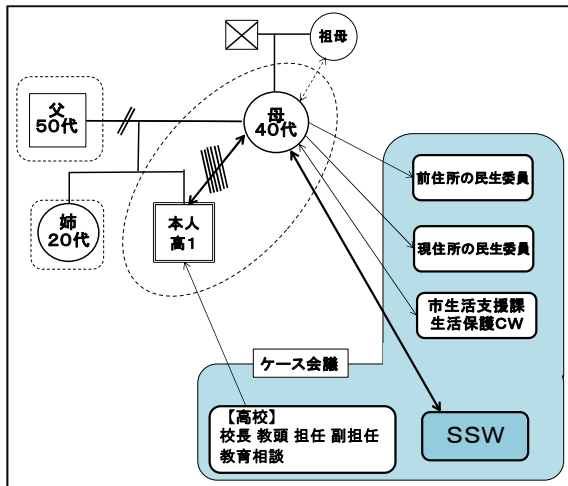 祖母
母
40代
父
50代
姉
20代
本人
高1
前住所の民生委員
現住所の民生委員
市生活支援課
生活保護CW
ケース会議
【高校】
校長 教頭 担任 副担任
教育相談
SSW